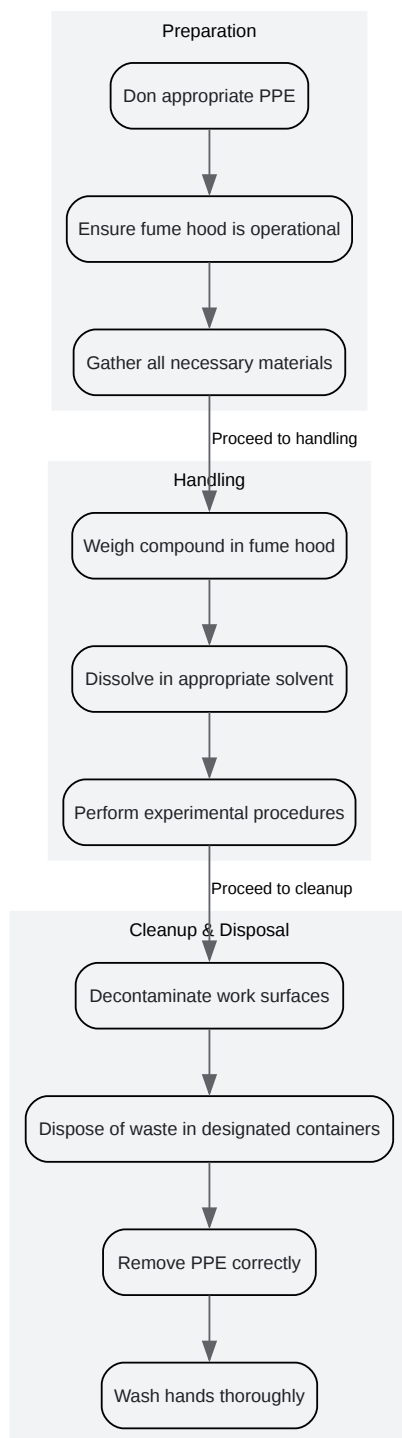 Preparation
Don appropriate PPE
Ensure fume hood is operational
Gather all necessary materials
Proceed to handling
Handling
Weigh compound in fume hood
Dissolve in appropriate solvent
Perform experimental procedures
Proceed to cleanup
Cleanup & Disposal
Decontaminate work surfaces
Dispose of waste in designated containers
Remove PPE correctly
Wash hands thoroughly